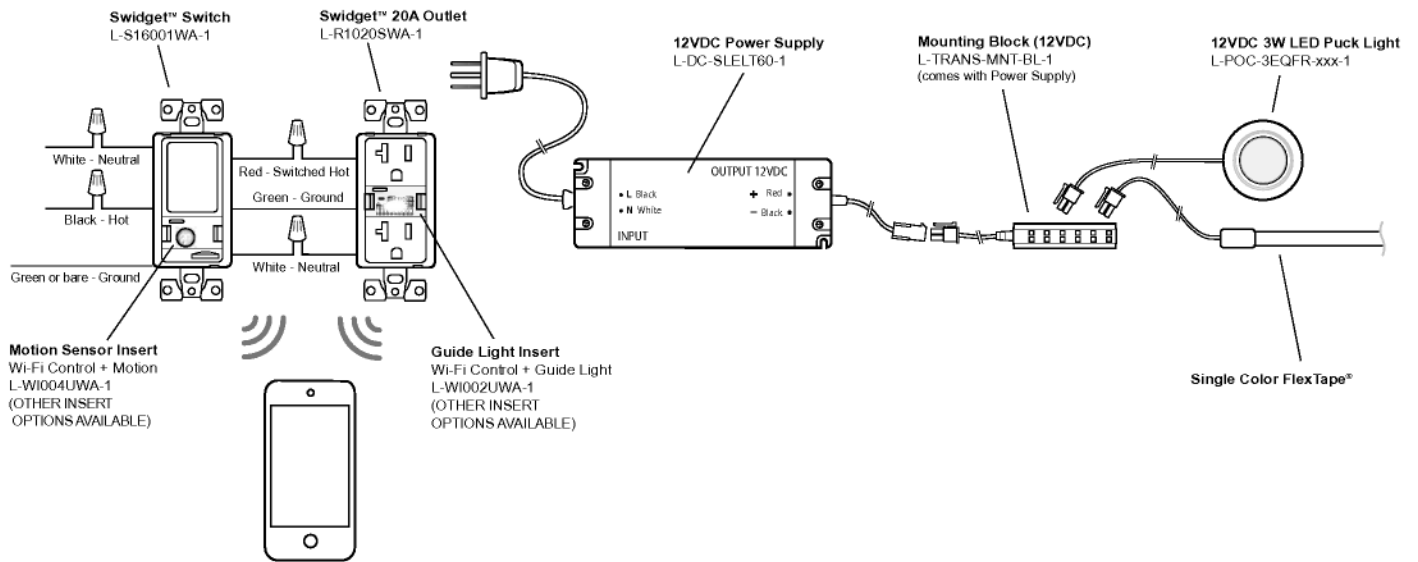 Swidget™ Switch
L-S16001WA-1
Swidget™ 20A Outlet
L-R1020SWA-1
12VDC Power Supply
L-DC-SLELT60-1
Mounting Block (12VDC)
L-TRANS-MNT-BL-1
(comes with Power Supply)
12VDC 3W LED Puck Light
L-POC-3EQFR-xxx-1
White - Neutral
Black - Hot
Green or bare - Ground
Red - Switched Hot
Green - Ground
White - Neutral
OUTPUT 12VDC
• L Black
• N White
INPUT
+ Red •
– Black •
Motion Sensor Insert
Wi-Fi Control + Motion
L-WI004UWA-1
(OTHER INSERT
OPTIONS AVAILABLE)
Guide Light Insert
Wi-Fi Control + Guide Light
L-WI002UWA-1
(OTHER INSERT
OPTIONS AVAILABLE)
Single Color FlexTape®